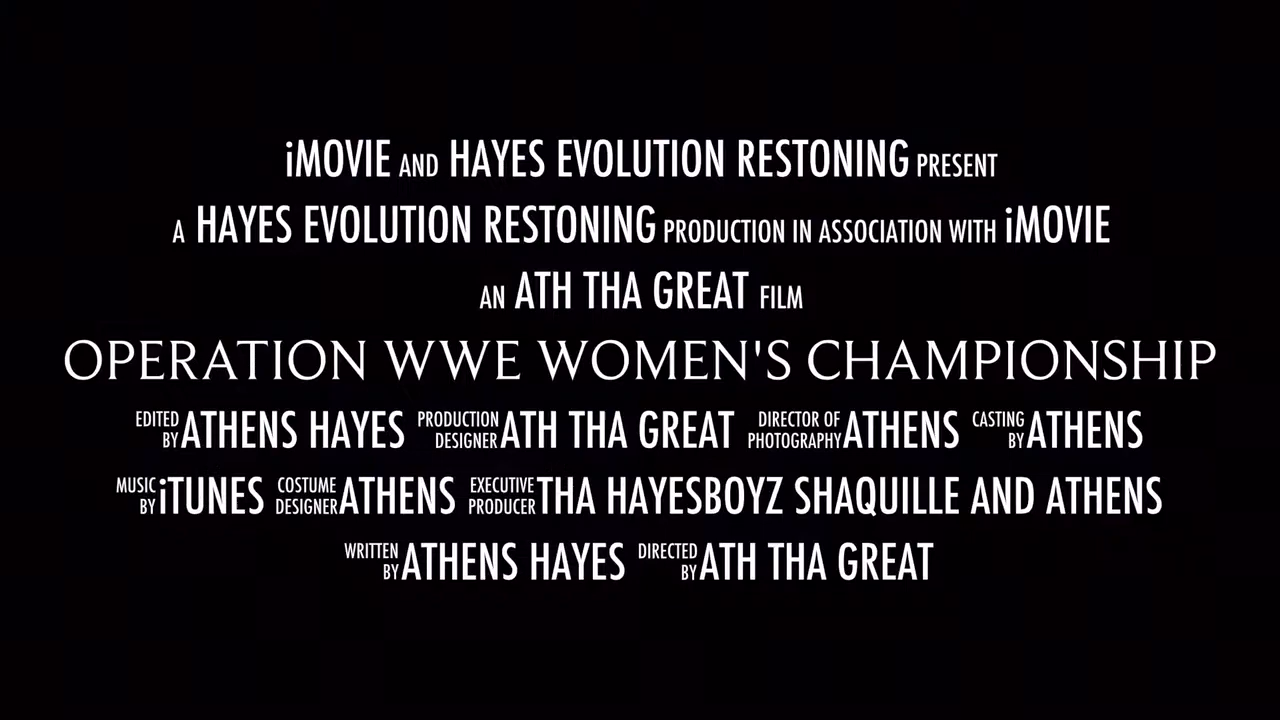 iMOVIE AND HAYES EVOLUTION RESTONING PRESENT
A HAYES EVOLUTION RESTONING PRODUCTION IN ASSOCIATION WITH iMOVIE
AN ATH THA GREAT FILM
OPERATION WWE WOMEN'S CHAMPIONSHIP
EDITED BY ATHENS HAYES PRODUCTION DESIGNER ATH THA GREAT DIRECTOR OF PHOTOGRAPHY ATHENS CASTING BY ATHENS
MUSIC BY iTUNES COSTUME DESIGNER ATHENS EXECUTIVE PRODUCER THA HAYESBOYZ SHAQUILLE AND ATHENS
WRITTEN BY ATHENS HAYES DIRECTED BY ATH THA GREAT